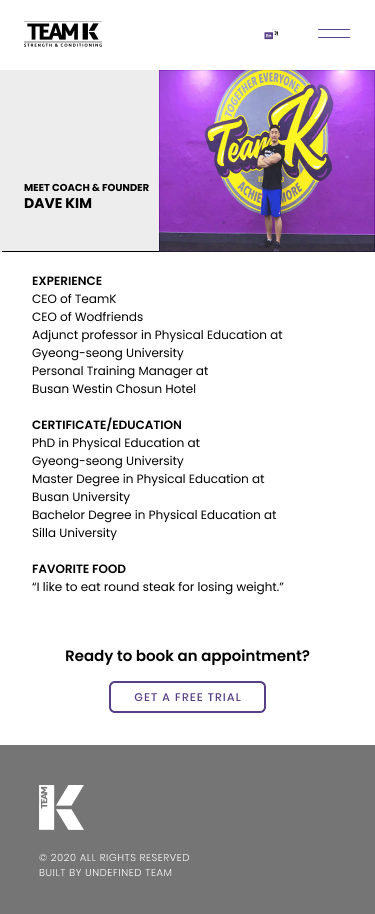 TEAM K
STRENGTH & CONDITIONING
TOGETHER EVERYONE
Team K
ACHIE MORE
MEET COACH & FOUNDER
DAVE KIM
EXPERIENCE
CEO of TeamK
CEO of Wodfriends
Adjunct professor in Physical Education at
Gyeong-seong University
Personal Training Manager at
Busan Westin Chosun Hotel
CERTIFICATE/EDUCATION
PhD in Physical Education at
Gyeong-seong University
Master Degree in Physical Education at
Busan University
Bachelor Degree in Physical Education at
Silla University
FAVORITE FOOD
“I like to eat round steak for losing weight.”
Ready to book an appointment?
GET A FREE TRIAL
TEAM K
© 2020 ALL RIGHTS RESERVED
BUILT BY UNDEFINED TEAM